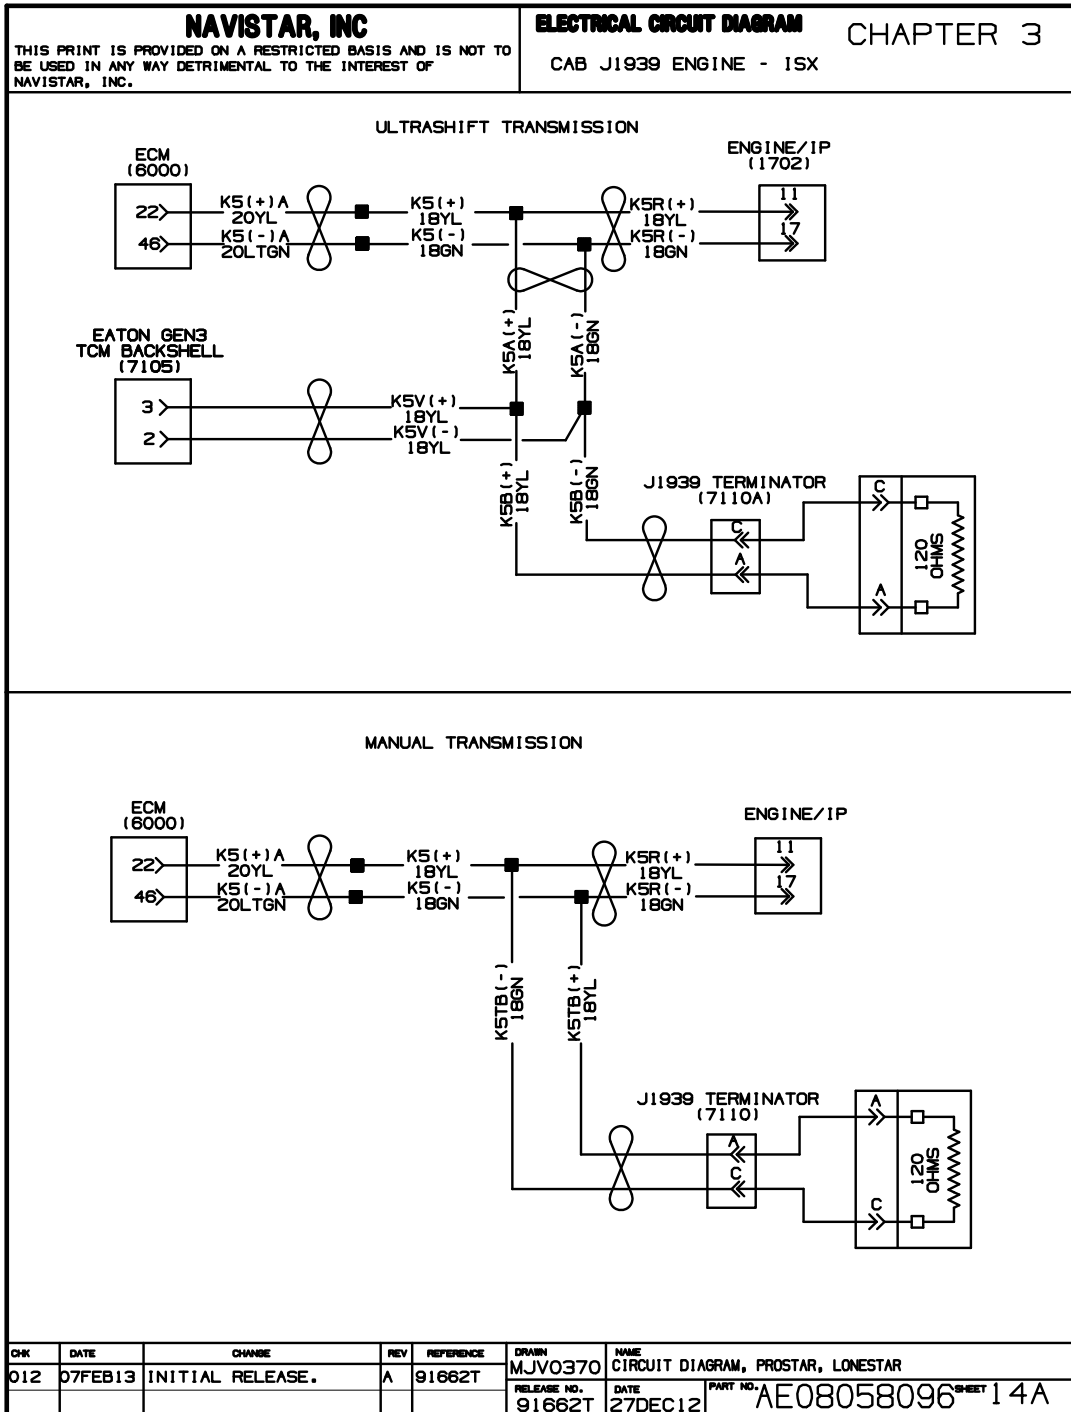 NAVISTAR, INC
THIS PRINT IS PROVIDED ON A RESTRICTED BASIS AND IS NOT TO
BE USED IN ANY WAY DETRIMENTAL TO THE INTEREST OF
NAVISTAR, INC.
ELECTRICAL CIRCUIT DIAGRAM
CAB J1939 ENGINE - ISX
CHAPTER 3
ULTRASHIFT TRANSMISSION
ECM
(6000)
22
46
K5(+)A
20YL
K5(-)A
20LTGN
K5(+)
18YL
K5(-)
18GN
K5R(+)
18YL
K5R(-)
18GN
ENGINE/IP
(1702)
11
17
K5A(+)
18YL
K5A(-)
18GN
EATON GEN3
TCM BACKSHELL
(7105)
3
2
K5V(+)
18YL
K5V(-)
18YL
K5B(+)
18YL
K5B(-)
18GN
J1939 TERMINATOR
(7110A)
C
A
C
A
120
OHMS
MANUAL TRANSMISSION
ECM
(6000)
22
46
K5(+)A
20YL
K5(-)A
20LTGN
K5(+)
18YL
K5(-)
18GN
K5R(+)
18YL
K5R(-)
18GN
ENGINE/IP
11
17
K5TB(-)
18GN
K5TB(+)
18YL
J1939 TERMINATOR
(7110)
A
C
A
C
120
OHMS
CHK DATE CHANGE REV REFERENCE
012 07FEB13 INITIAL RELEASE. A 91662T
DRAWN
MJV0370
NAME
CIRCUIT DIAGRAM, PROSTAR, LONESTAR
RELEASE NO.
91662T
DATE
27DEC12
PART NO. AE08058096 SHEET 14A